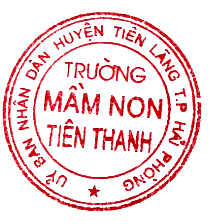 ỦY BAN NHÂN DÂN HUYỆN TIÊN LÃNG T.P HẢI PHÒNG
TRƯỜNG
MẦM NON
TIÊN THANH